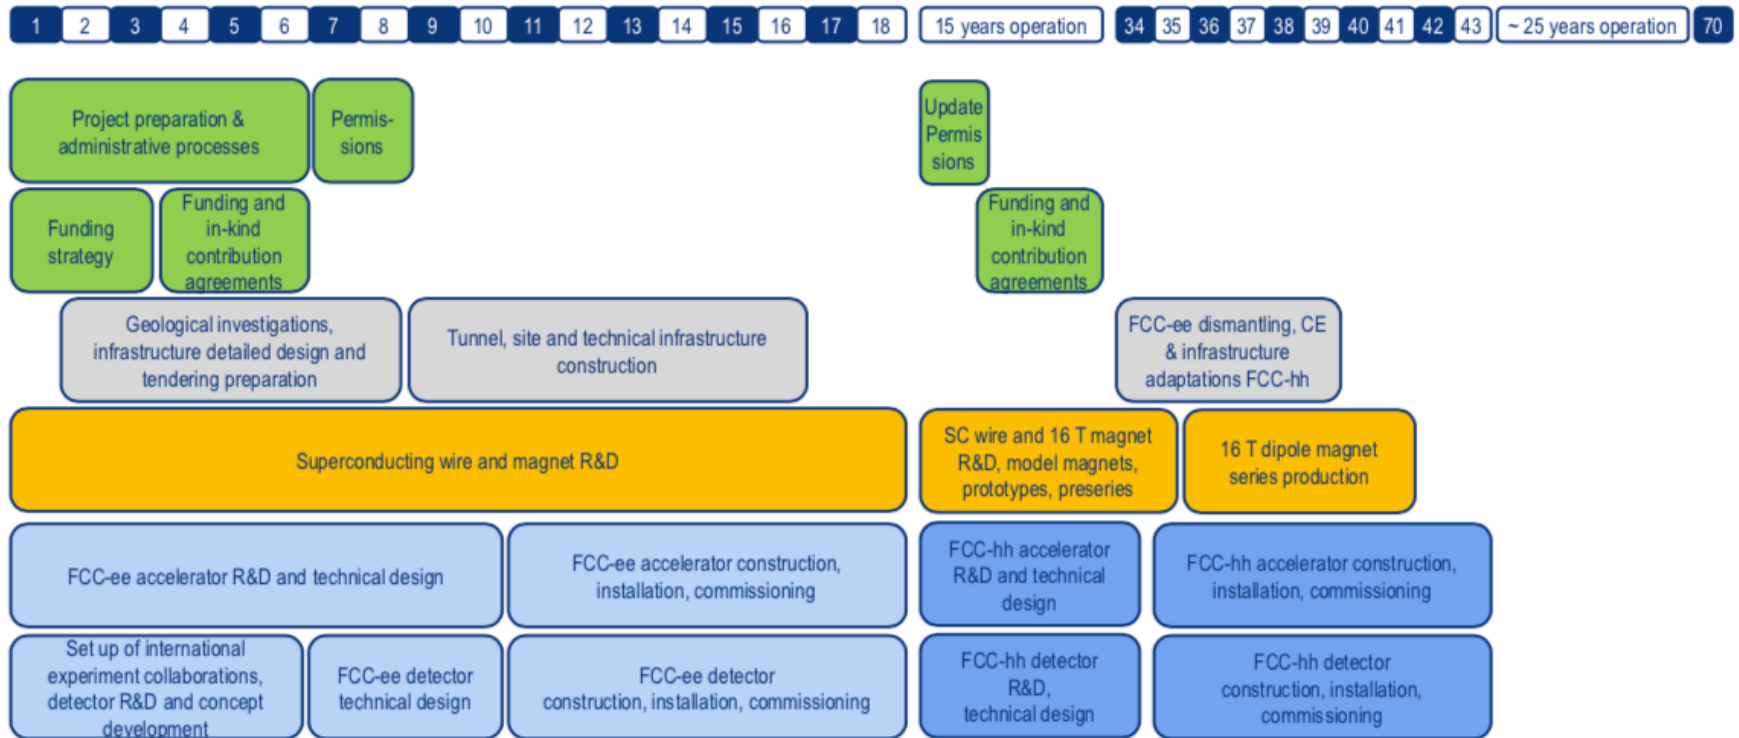 1 2 3 4 5 6 7 8 9 10 11 12 13 14 15 16 17 18 15 years operation 34 35 36 37 38 39 40 41 42 43 ~ 25 years operation 70
Project preparation &
administrative processes
Permis-
sions
Update
Permis
sions
Funding
strategy
Funding and
in-kind
contribution
agreements
Funding and
in-kind
contribution
agreements
Geological investigations,
infrastructure detailed design and
tendering preparation
Tunnel, site and technical infrastructure
construction
FCC-ee dismantling, CE
& infrastructure
adaptations FCC-hh
Superconducting wire and magnet R&D
SC wire and 16 T magnet
R&D, model magnets,
prototypes, preseries
16 T dipole magnet
series production
FCC-ee accelerator R&D and technical design
FCC-ee accelerator construction,
installation, commissioning
FCC-hh accelerator
R&D and technical
design
FCC-hh accelerator construction,
installation, commissioning
Set up of international
experiment collaborations,
detector R&D and concept
development
FCC-ee detector
technical design
FCC-ee detector
construction, installation, commissioning
FCC-hh detector
R&D,
technical design
FCC-hh detector
construction, installation,
commissioning